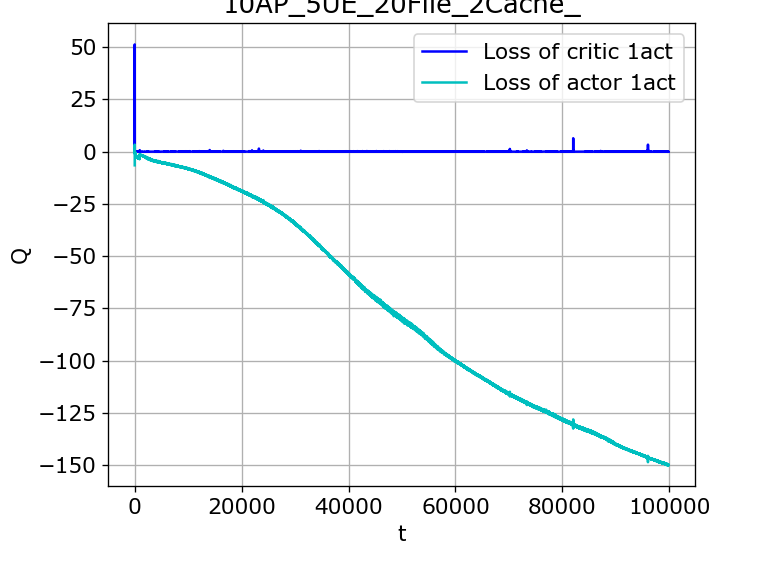 10AP_5UE_20File_2Cache_
Loss of critic 1act
Loss of actor 1act
50
25
0
−25
−50
−75
−100
−125
−150
Q
0 20000 40000 60000 80000 100000
t